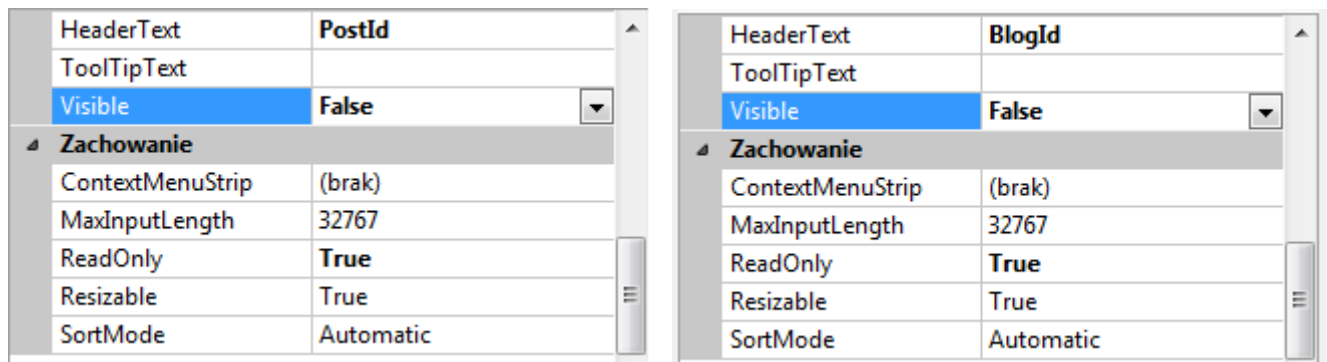 HeaderText PostId
ToolTipText
Visible False
Zachowanie
ContextMenuStrip (brak)
MaxInputLength 32767
ReadOnly True
Resizable True
SortMode Automatic
HeaderText BlogId
ToolTipText
Visible False
Zachowanie
ContextMenuStrip (brak)
MaxInputLength 32767
ReadOnly True
Resizable True
SortMode Automatic